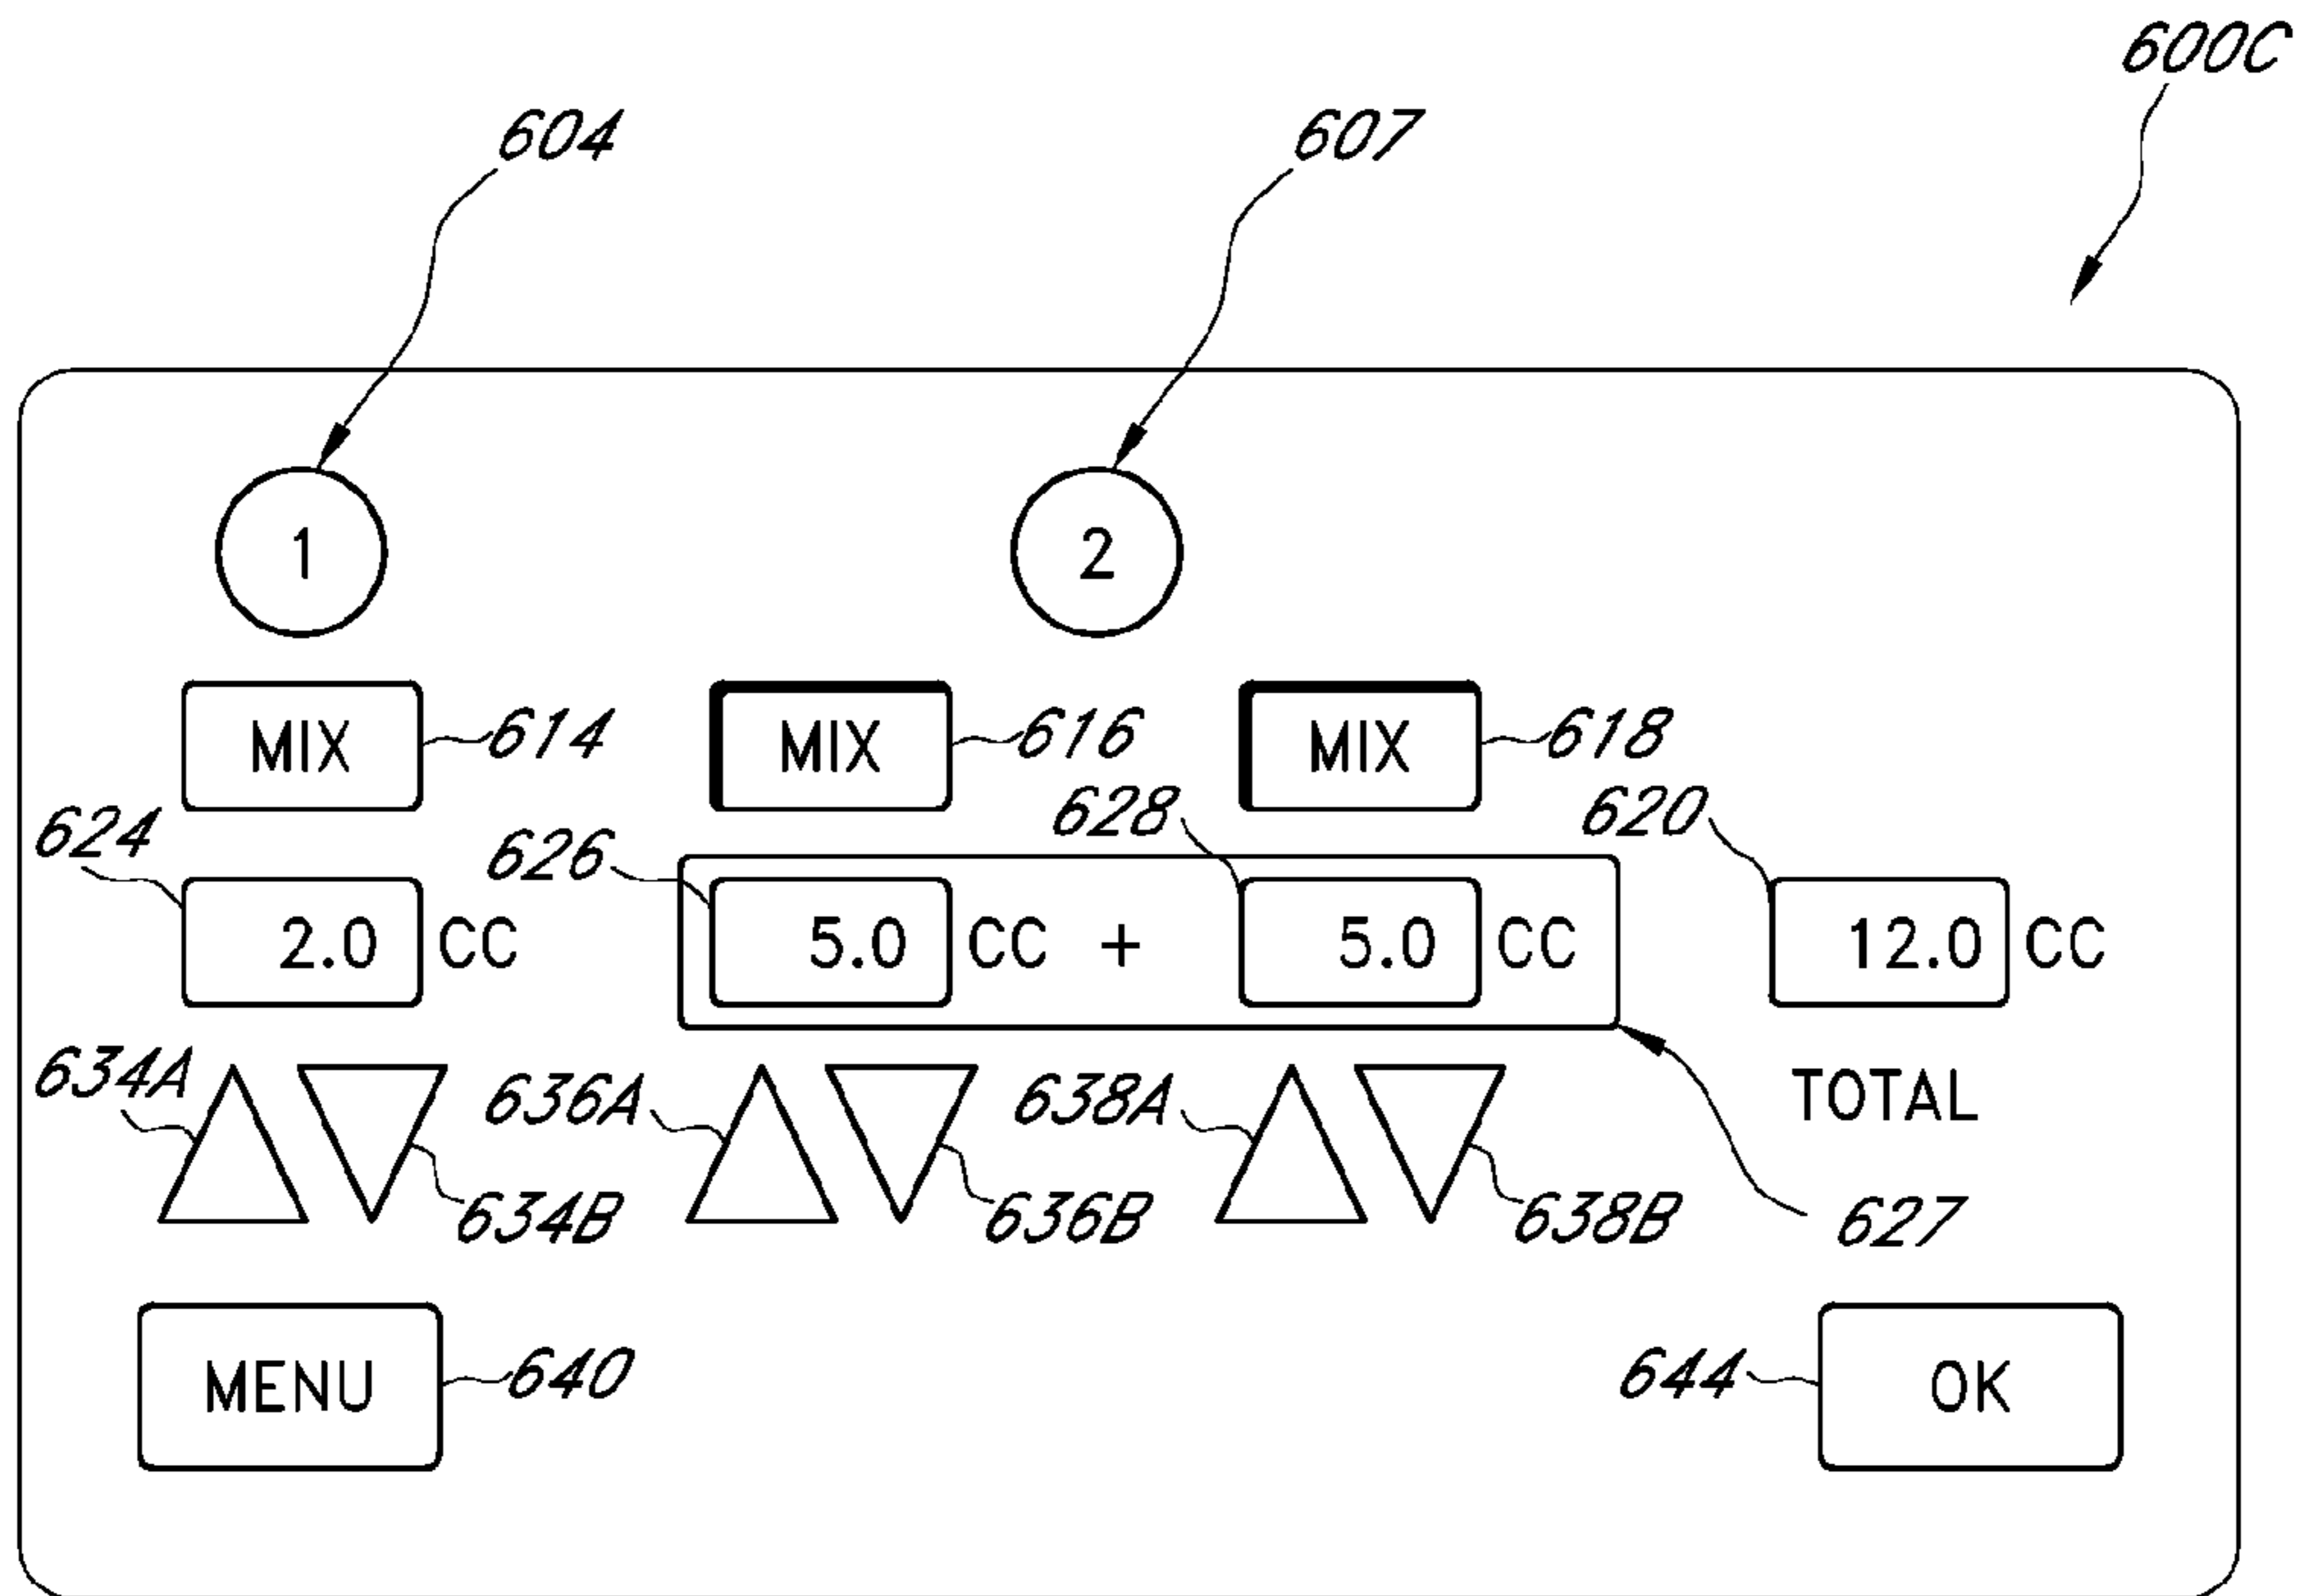 600C
604 607
1 2
MIX 614 MIX 616 MIX 618
624 626 628 620
2.0 CC 5.0 CC + 5.0 CC 12.0 CC
634A 636A 638A TOTAL
634B 636B 638B 627
MENU 640 644 OK